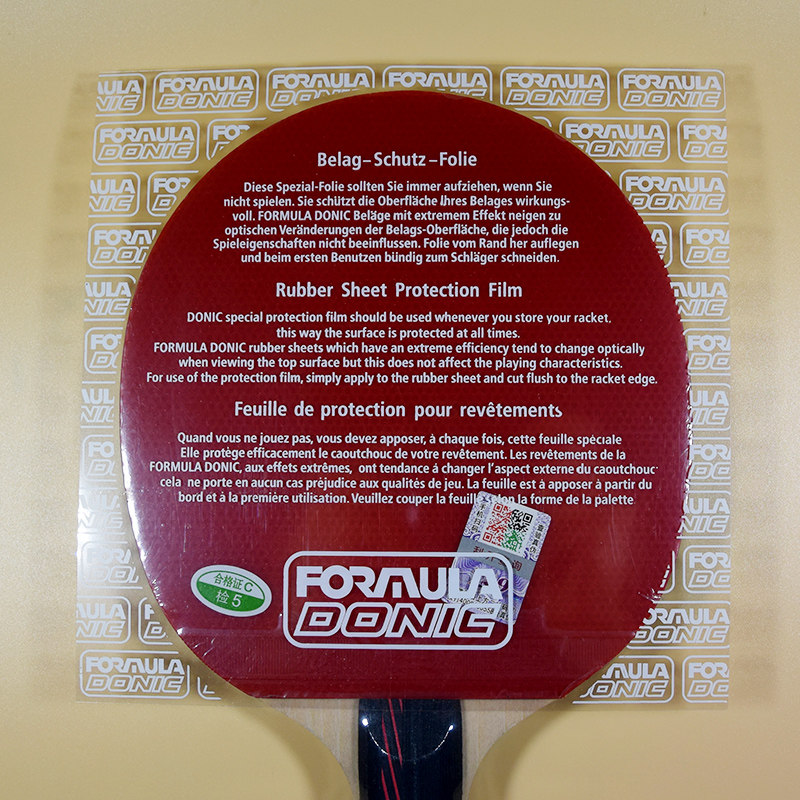 FORMULA DONIC
Belag-Schutz-Folie
Diese Spezial-Folie sollten Sie immer aufziehen, wenn Sie
nicht spielen. Sie schützt die Oberfläche Ihres Belages wirkungs-
voll. FORMULA DONIC Beläge mit extremem Effekt neigen zu
optischen Veränderungen der Belags-Oberfläche, die jedoch die
Spieleigenschaften nicht beeinflussen. Folie vom Rand her auflegen
und beim ersten Benutzen bündig zum Schläger schneiden.
Rubber Sheet Protection Film
DONIC special protection film should be used whenever you store your racket.
this way the surface is protected at all times.
FORMULA DONIC rubber sheets which have an extreme efficiency tend to change optically
when viewing the top surface but this does not affect the playing characteristics.
For use of the protection film, simply apply to the rubber sheet and cut flush to the racket edge.
Feuille de protection pour revêtements
Quand vous ne jouez pas, vous devez apposer, à chaque fois, cette feuille spéciale
Elle protège efficacement le caoutchouc de votre revêtement. Les revêtements de la
FORMULA DONIC, aux effets extrêmes, ont tendance à changer l'aspect externe du caoutchouc
cela ne porte en aucun cas préjudice aux qualités de jeu. La feuille est à apposer à partir du
bord et à la première utilisation. Veuillez couper la feuille selon la forme de la palette
合格证C
检5
FORMULA
DONIC